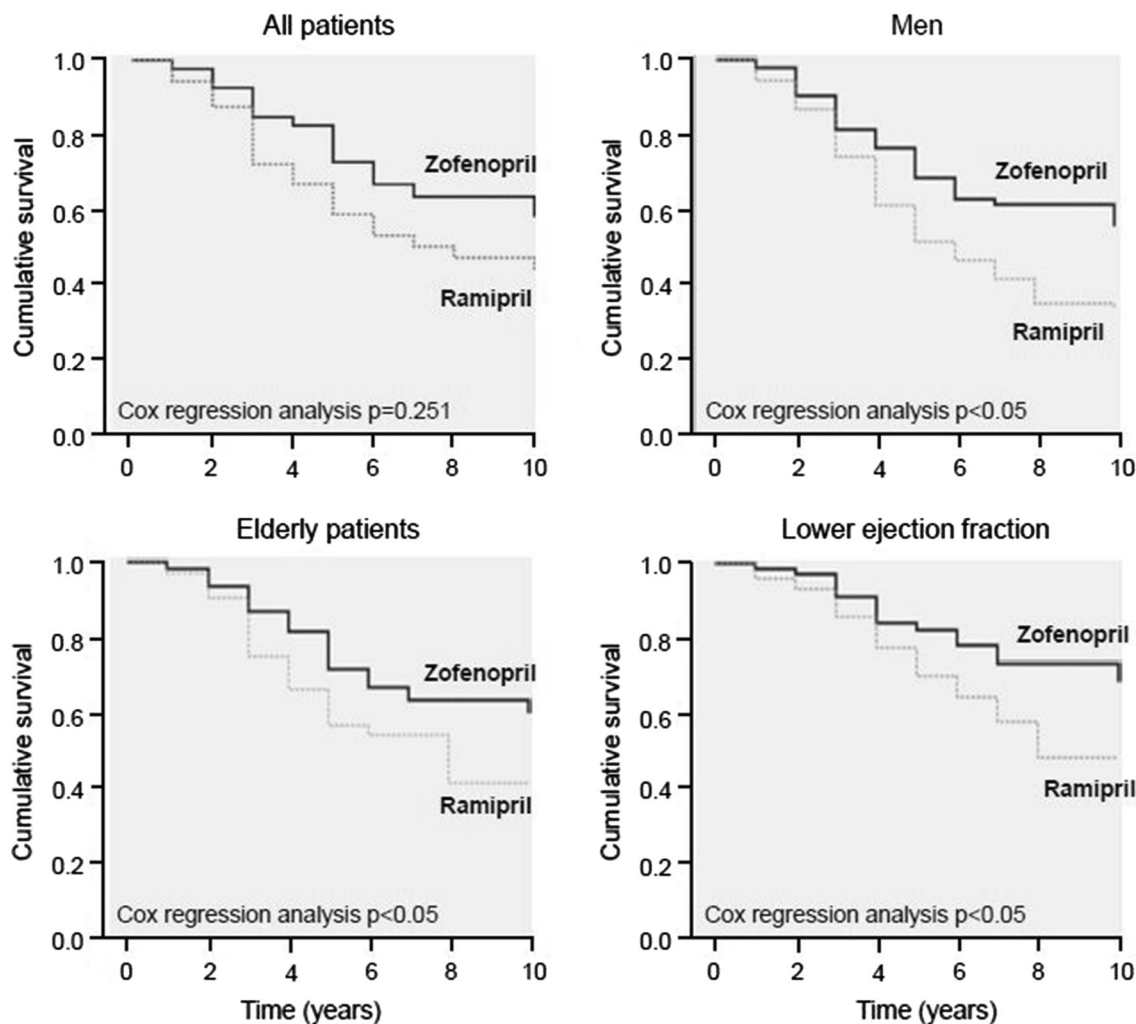 All patients
Cumulative survival
1.0
0.8
0.6
0.4
0.2
0.0
Zofenopril
Ramipril
Cox regression analysis p=0.251
0 2 4 6 8 10
Men
Cumulative survival
1.0
0.8
0.6
0.4
0.2
0.0
Zofenopril
Ramipril
Cox regression analysis p<0.05
0 2 4 6 8 10
Elderly patients
Cumulative survival
1.0
0.8
0.6
0.4
0.2
0.0
Zofenopril
Ramipril
Cox regression analysis p<0.05
0 2 4 6 8 10
Time (years)
Lower ejection fraction
Cumulative survival
1.0
0.8
0.6
0.4
0.2
0.0
Zofenopril
Ramipril
Cox regression analysis p<0.05
0 2 4 6 8 10
Time (years)